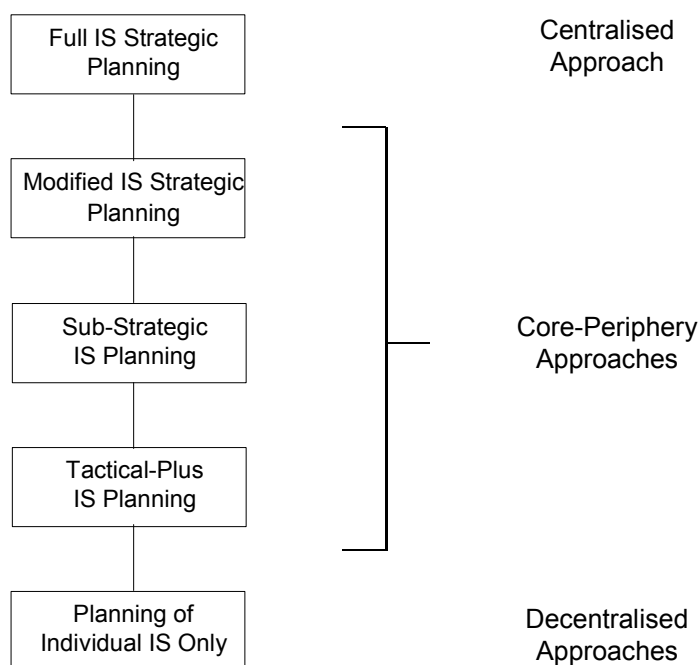 Full IS Strategic
Planning
Centralised
Approach
Modified IS Strategic
Planning
Sub-Strategic
IS Planning
Core-Periphery
Approaches
Tactical-Plus
IS Planning
Planning of
Individual IS Only
Decentralised
Approaches